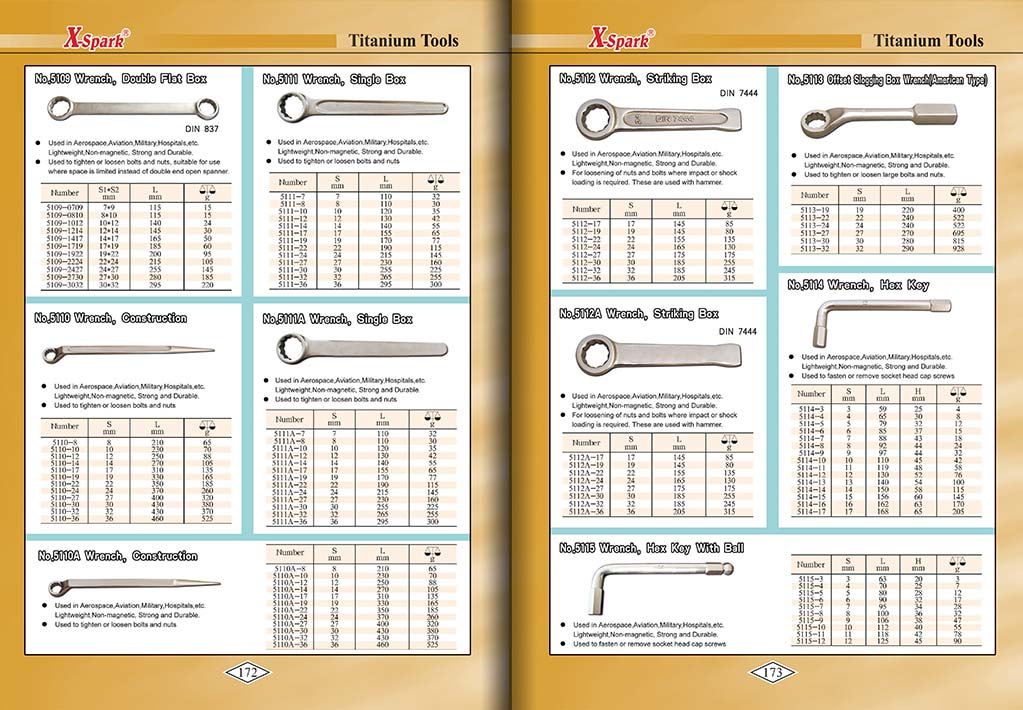 X-Spark®
Titanium Tools
No,5109 Wrench, Double Flat Box
DIN 837
● Used in Aerospace,Aviation,Military,Hospitals,etc.
Lightweight,Non-magnetic, Strong and Durable.
● Used to tighten or loosen bolts and nuts, suitable for use
where space is limited instead of double end open spanner.
Number S1*S2 mm L mm g
5109-0709 7*9 115 15
5109-0810 8*10 115 15
5109-1012 10*12 140 24
5109-1214 12*14 145 30
5109-1417 14*17 165 50
5109-1719 17*19 185 60
5109-1922 19*22 200 95
5109-2224 22*24 215 105
5109-2427 24*27 255 145
5109-2730 27*30 280 185
5109-3032 30*32 295 220
No,5111 Wrench, Single Box
● Used in Aerospace,Aviation,Military,Hospitals,etc.
Lightweight,Non-magnetic, Strong and Durable.
● Used to tighten or loosen bolts and nuts
Number S mm L mm g
5111-7 7 110 32
5111-8 8 110 30
5111-10 10 120 35
5111-12 12 130 42
5111-14 14 140 55
5111-17 17 155 65
5111-19 19 170 77
5111-22 22 190 115
5111-24 24 215 145
5111-27 27 230 160
5111-30 30 255 225
5111-32 32 265 255
5111-36 36 295 300
No,5110 Wrench, Construction
● Used in Aerospace,Aviation,Military,Hospitals,etc.
Lightweight,Non-magnetic, Strong and Durable.
● Used to tighten or loosen bolts and nuts
Number S mm L mm g
5110-8 8 210 65
5110-10 10 230 70
5110-12 12 250 88
5110-14 14 270 105
5110-17 17 310 135
5110-19 19 330 165
5110-22 22 350 185
5110-24 24 370 260
5110-27 27 400 320
5110-30 30 430 380
5110-32 32 430 370
5110-36 36 460 525
No,5111A Wrench, Single Box
● Used in Aerospace,Aviation,Military,Hospitals,etc.
Lightweight,Non-magnetic, Strong and Durable.
● Used to tighten or loosen bolts and nuts
Number S mm L mm g
5111A-7 7 110 32
5111A-8 8 110 30
5111A-10 10 120 35
5111A-12 12 130 42
5111A-14 14 140 55
5111A-17 17 155 65
5111A-19 19 170 77
5111A-22 22 190 115
5111A-24 24 215 145
5111A-27 27 230 160
5111A-30 30 255 225
5111A-32 32 265 255
5111A-36 36 295 300
No,5110A Wrench, Construction
● Used in Aerospace,Aviation,Military,Hospitals,etc.
Lightweight,Non-magnetic, Strong and Durable.
● Used to tighten or loosen bolts and nuts
Number S mm L mm g
5110A-8 8 210 65
5110A-10 10 230 70
5110A-12 12 250 88
5110A-14 14 270 105
5110A-17 17 310 135
5110A-19 19 330 165
5110A-22 22 350 185
5110A-24 24 370 260
5110A-27 27 400 320
5110A-30 30 430 380
5110A-32 32 430 370
5110A-36 36 460 525
172
X-Spark®
Titanium Tools
No,5112 Wrench, Striking Box
DIN 7444
DIN 7444
● Used in Aerospace,Aviation,Military,Hospitals,etc.
Lightweight,Non-magnetic, Strong and Durable.
● For loosening of nuts and bolts where impact or shock
loading is required. These are used with hammer.
Number S mm L mm g
5112-17 17 145 85
5112-19 19 145 80
5112-22 22 155 135
5112-24 24 165 130
5112-27 27 175 175
5112-30 30 185 255
5112-32 32 185 245
5112-36 36 205 315
No,5113 Offset Slogging Box Wrench(American Type)
● Used in Aerospace,Aviation,Military,Hospitals,etc.
Lightweight,Non-magnetic, Strong and Durable.
● Used to tighten or loosen large bolts and nuts.
Number S mm L mm g
5113-19 19 220 400
5113-22 22 240 522
5113-24 24 240 522
5113-27 27 270 695
5113-30 30 280 815
5113-32 32 290 928
No,5112A Wrench, Striking Box
DIN 7444
● Used in Aerospace,Aviation,Military,Hospitals,etc.
Lightweight,Non-magnetic, Strong and Durable.
● For loosening of nuts and bolts where impact or shock
loading is required. These are used with hammer.
Number S mm L mm g
5112A-17 17 145 85
5112A-19 19 145 80
5112A-22 22 155 135
5112A-24 24 165 130
5112A-27 27 175 175
5112A-30 30 185 255
5112A-32 32 185 245
5112A-36 36 205 315
No,5114 Wrench, Hex Key
● Used in Aerospace,Aviation,Military,Hospitals,etc.
Lightweight,Non-magnetic, Strong and Durable.
● Used to fasten or remove socket head cap screws
Number S mm L mm H mm g
5114-3 3 59 25 4
5114-4 4 65 30 8
5114-5 5 79 32 12
5114-6 6 85 37 15
5114-7 7 88 43 18
5114-8 8 92 44 24
5114-9 9 97 44 32
5114-10 10 110 45 42
5114-11 11 119 48 58
5114-12 12 130 52 76
5114-13 13 140 54 100
5114-14 14 150 58 115
5114-15 15 156 60 145
5114-16 16 162 63 170
5114-17 17 168 65 205
No,5115 Wrench, Hex Key With Ball
● Used in Aerospace,Aviation,Military,Hospitals,etc.
Lightweight,Non-magnetic, Strong and Durable.
● Used to fasten or remove socket head cap screws
Number S mm L mm H mm g
5115-3 3 63 20 3
5115-4 4 70 25 7
5115-5 5 80 28 12
5115-6 6 90 32 17
5115-7 7 95 34 28
5115-8 8 100 36 32
5115-9 9 106 38 47
5115-10 10 112 40 55
5115-11 11 118 42 78
5115-12 12 125 45 90
173